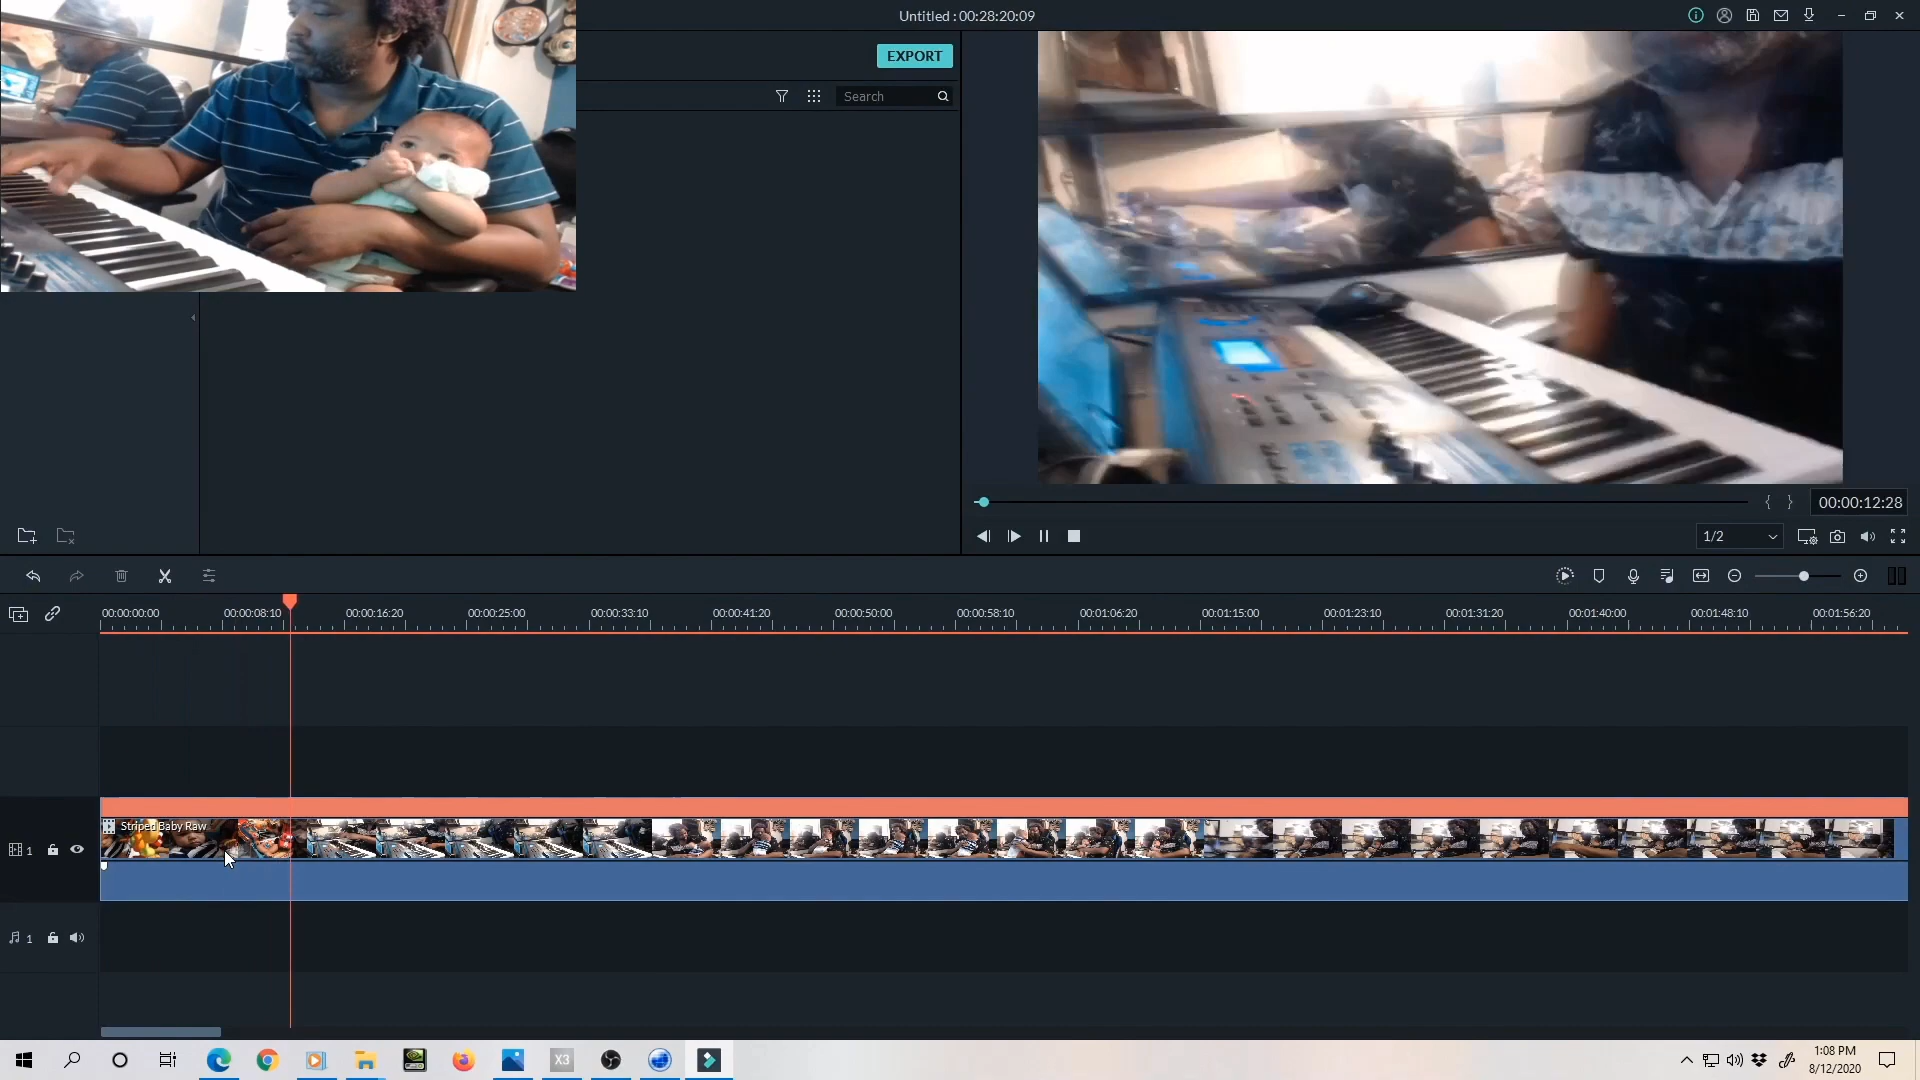 Untitled : 00:28:20:09
EXPORT
Search
{ }
00:00:12:28
1/2
00:00:00:00 00:00:08:10 00:00:16:20 00:00:25:00 00:00:33:10 00:00:41:20 00:00:50:00 00:00:58:10 00:01:06:20 00:01:15:00 00:01:23:10 00:01:31:20 00:01:40:00 00:01:48:10 00:01:56:20
Striped Baby Raw
1
1
X3
1:08 PM
8/12/2020